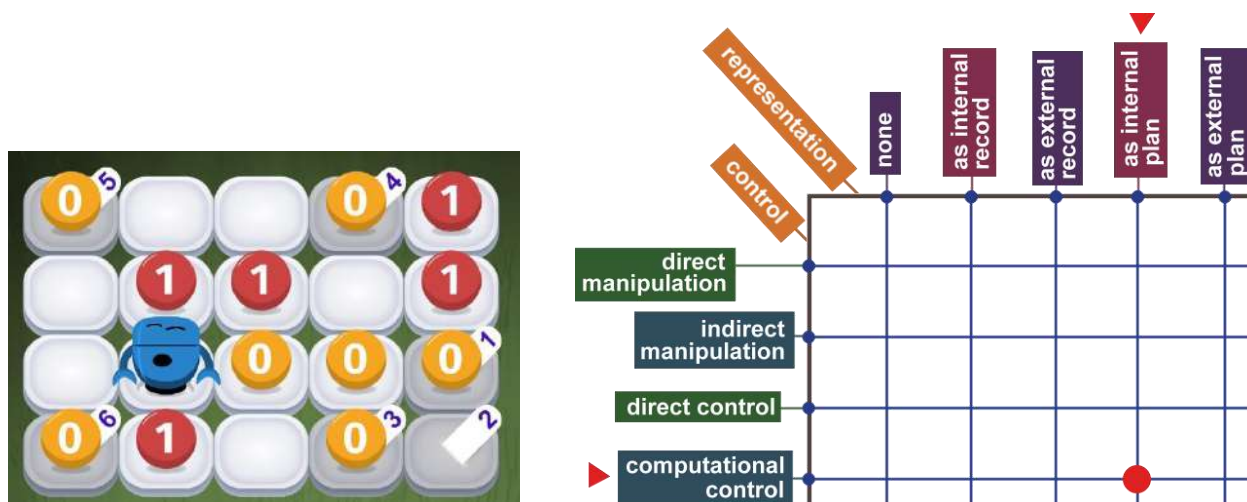 0 5 0 4 1
1 1 1
0 0 0 1
0 6 1 0 3 2
representation
control
none
as internal
record
as external
record
as internal
plan
as external
plan
direct
manipulation
indirect
manipulation
direct control
computational
control